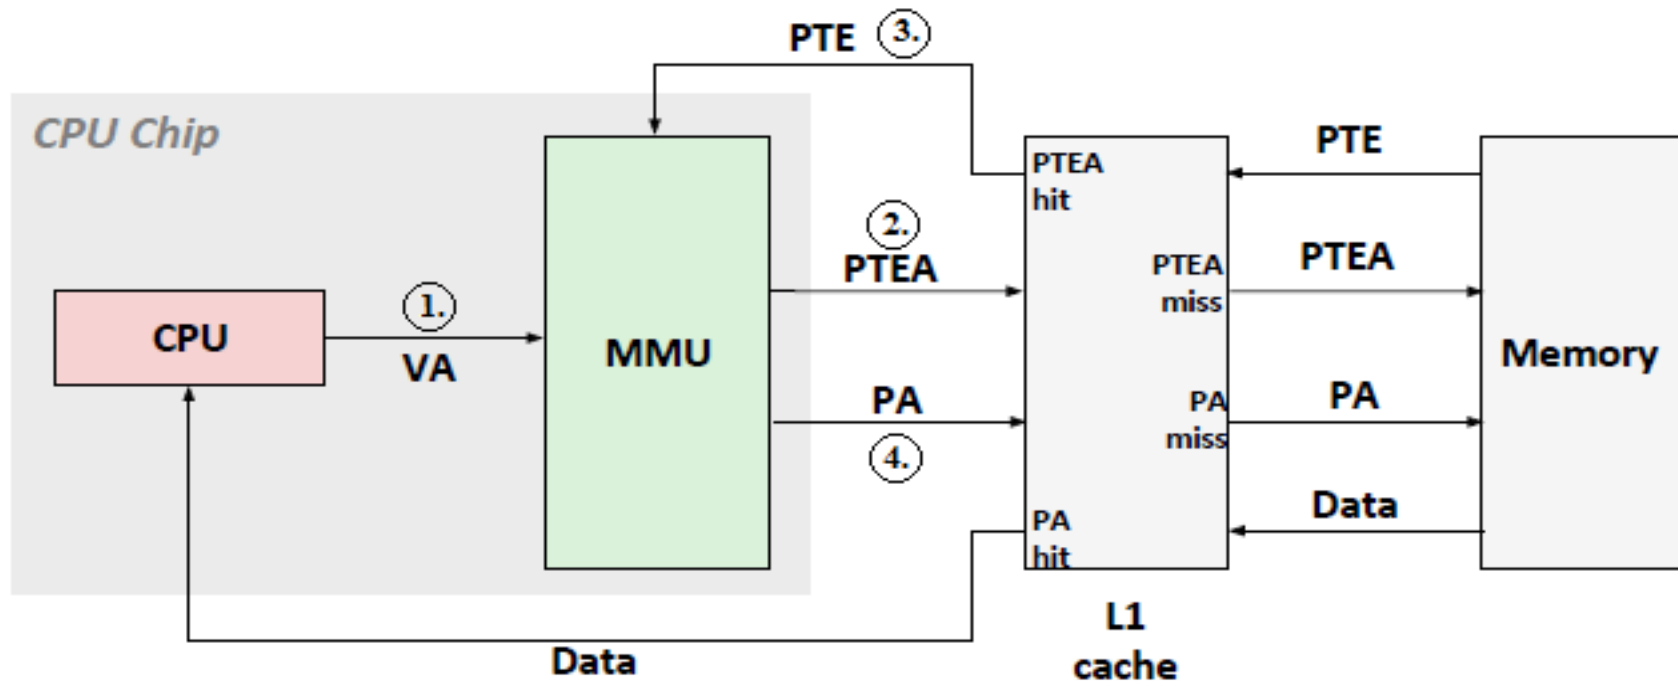 PTE 3.
CPU Chip
PTEA
hit
PTE
2.
PTEA
PTEA
miss
PTEA
1.
CPU
VA
MMU
Memory
PA
4.
PA
miss
PA
PA
hit
Data
L1
cache
Data